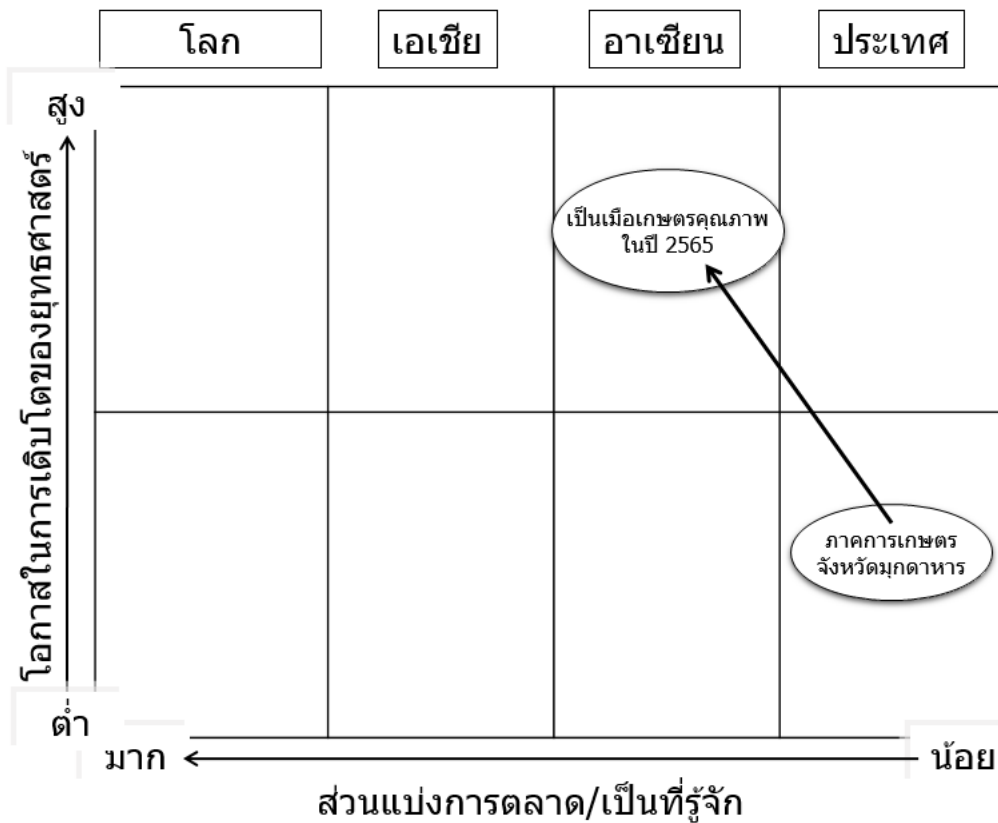 โลก
เอเชีย
อาเซียน
ประเทศ
สูง
โอกาสในการเติบโตของยุทธศาสตร์
เป็นเมือเกษตรคุณภาพ
ในปี 2565
ภาคการเกษตร
จังหวัดมุกดาหาร
ต่ำ
มาก
น้อย
ส่วนแบ่งการตลาด/เป็นที่รู้จัก